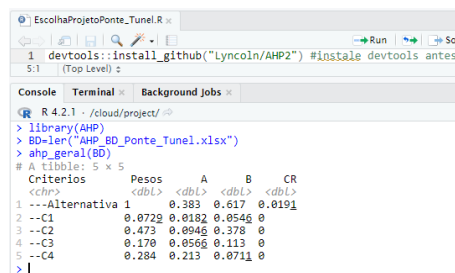 EscolhaProjetoPonte_Tunel.R ×
Run So
1 devtools::install_github("Lyncoln/AHP2") #instale devtools antes
5:1 (Top Level)
Console Terminal × Background Jobs ×
R 4.2.1 · /cloud/project/
> library(AHP)
> BD=ler("AHP_BD_Ponte_Tunel.xlsx")
> ahp_geral(BD)
# A tibble: 5 × 5
Criterios Pesos A B CR
<chr> <dbl> <dbl> <dbl> <dbl>
1 ---Alternativa 1 0.383 0.617 0.0191
2 --C1 0.0729 0.0182 0.0546 0
3 --C2 0.473 0.0946 0.378 0
4 --C3 0.170 0.0566 0.113 0
5 --C4 0.284 0.213 0.0711 0
>